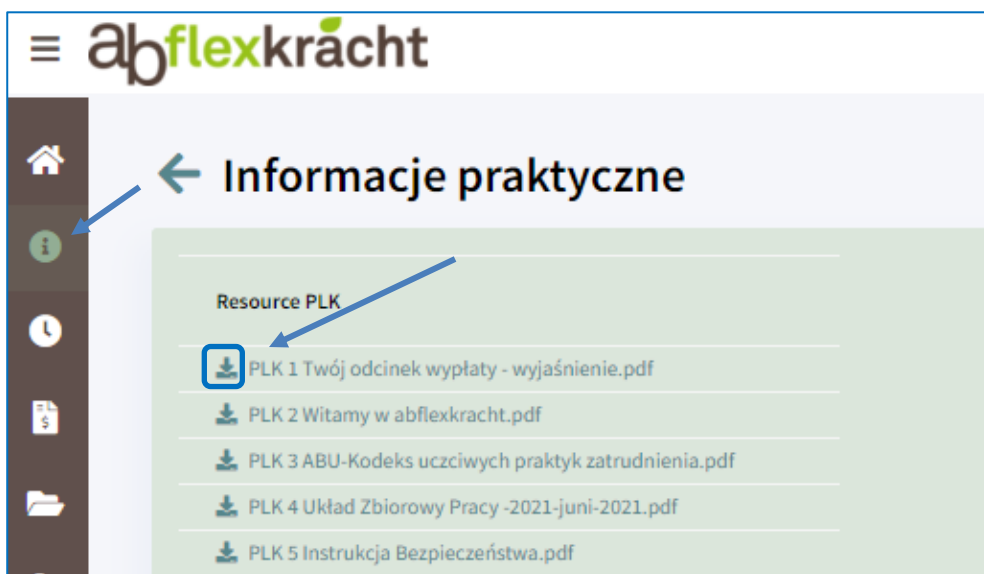 abflexkracht
Informacje praktyczne
Resource PLK
PLK 1 Twój odcinek wypłaty - wyjaśnienie.pdf
PLK 2 Witamy w abflexkracht.pdf
PLK 3 ABU-Kodeks uczciwych praktyk zatrudnienia.pdf
PLK 4 Układ Zbiorowy Pracy -2021-juni-2021.pdf
PLK 5 Instrukcja Bezpieczeństwa.pdf